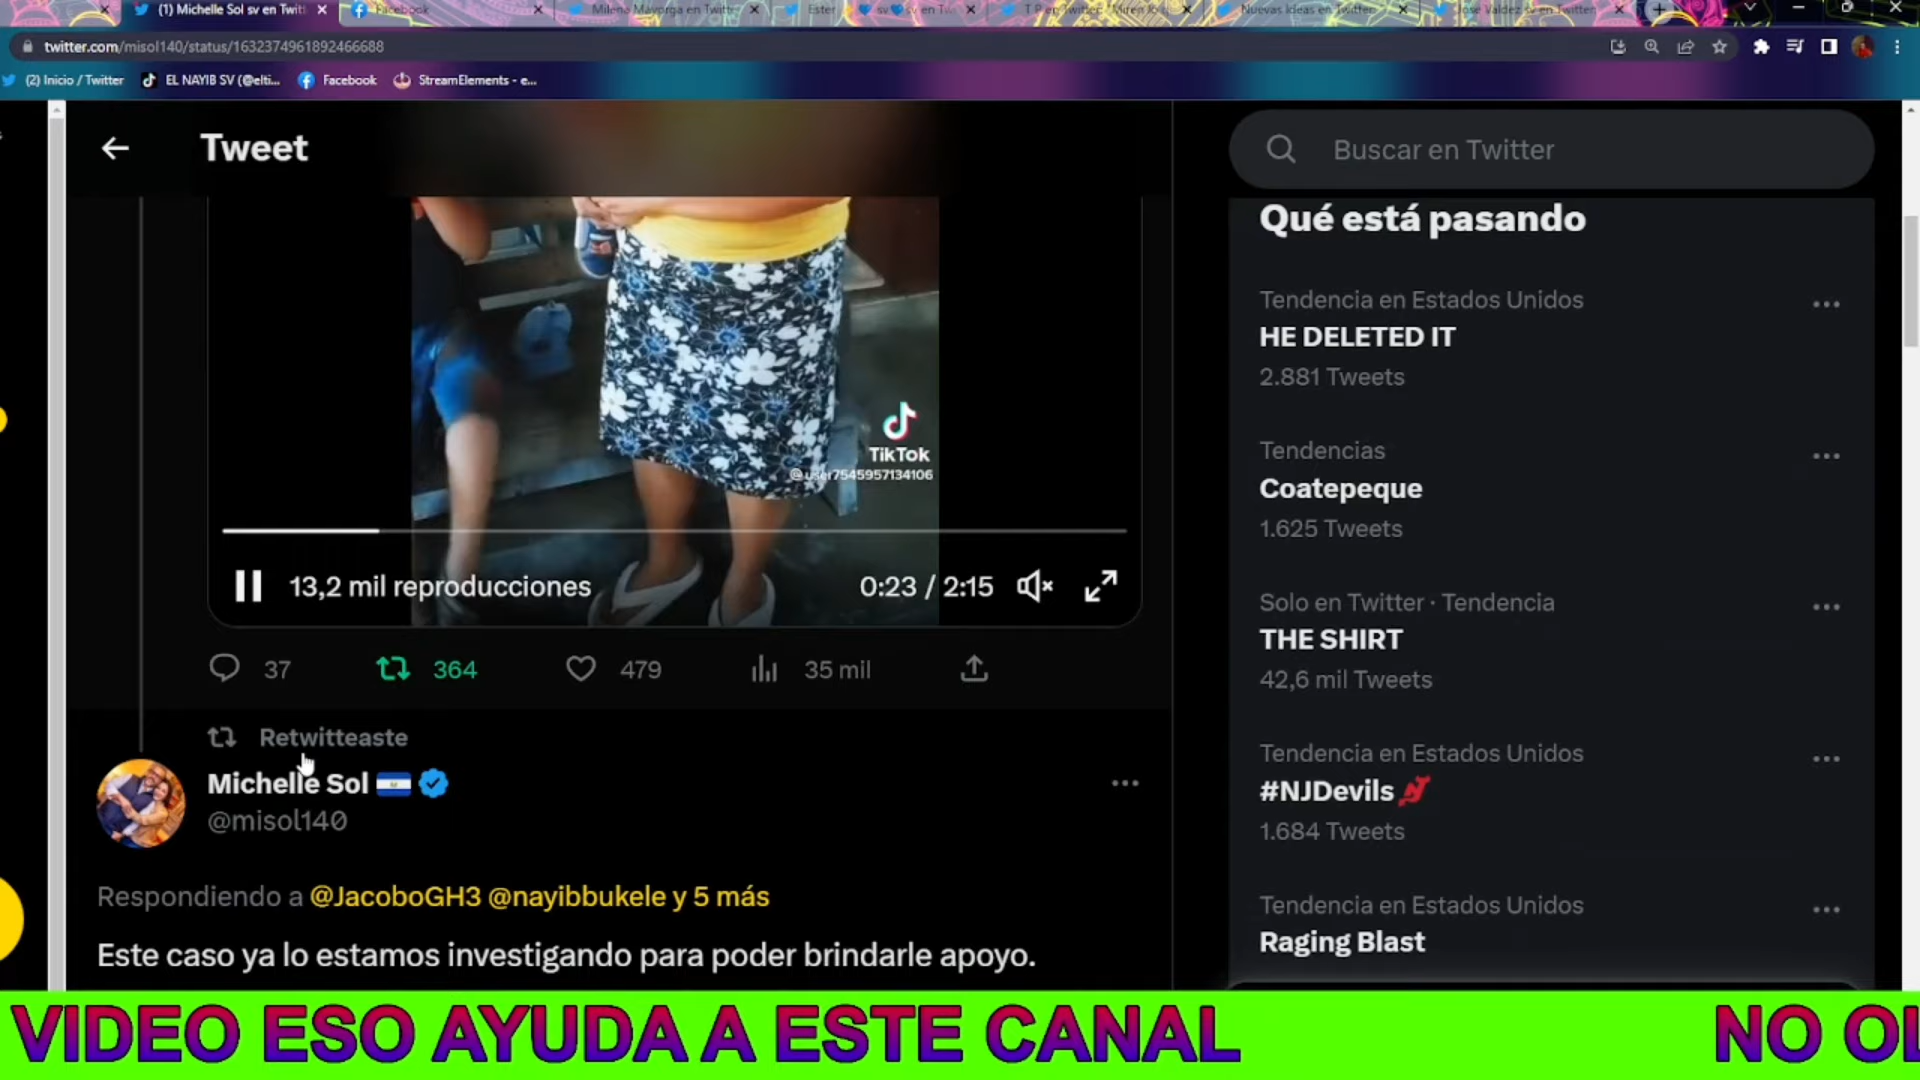 (1) Michelle Sol sv en Twitt
Facebook
Milena Mayorga en Twitt
Ester
sv sv en Tw
T P en Twitter: "Miren lo q
Nuevas Ideas en Twitter
José Valdez sv en Twitter
twitter.com/misol140/status/1632374961892466688
(2) Inicio / Twitter
EL NAYIB SV (@elti...
Facebook
StreamElements - e...
Tweet
Buscar en Twitter
Qué está pasando
Tendencia en Estados Unidos
HE DELETED IT
2.881 Tweets
Tendencias
Coatepeque
1.625 Tweets
Solo en Twitter · Tendencia
THE SHIRT
42,6 mil Tweets
Tendencia en Estados Unidos
#NJDevils
1.684 Tweets
Tendencia en Estados Unidos
Raging Blast
TikTok
@user7545957134106
13,2 mil reproducciones
0:23 / 2:15
37
364
479
35 mil
Retwitteaste
Michelle Sol
@misol140
Respondiendo a @JacoboGH3 @nayibbukele y 5 más
Este caso ya lo estamos investigando para poder brindarle apoyo.
VIDEO ESO AYUDA A ESTE CANAL
NO OL